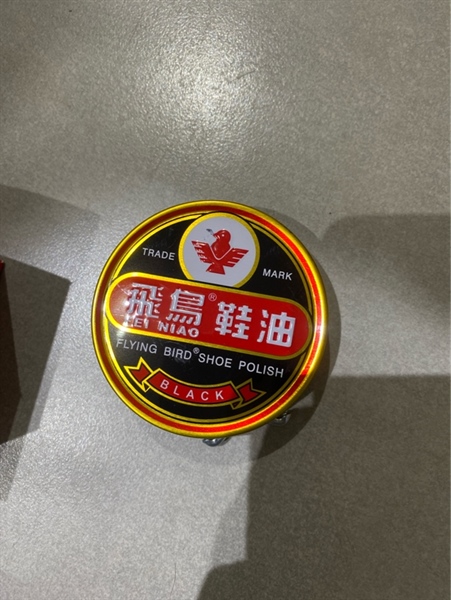 TRADE MARK
飛鳥®鞋油
FEI NIAO
FLYING BIRD® SHOE POLISH
BLACK